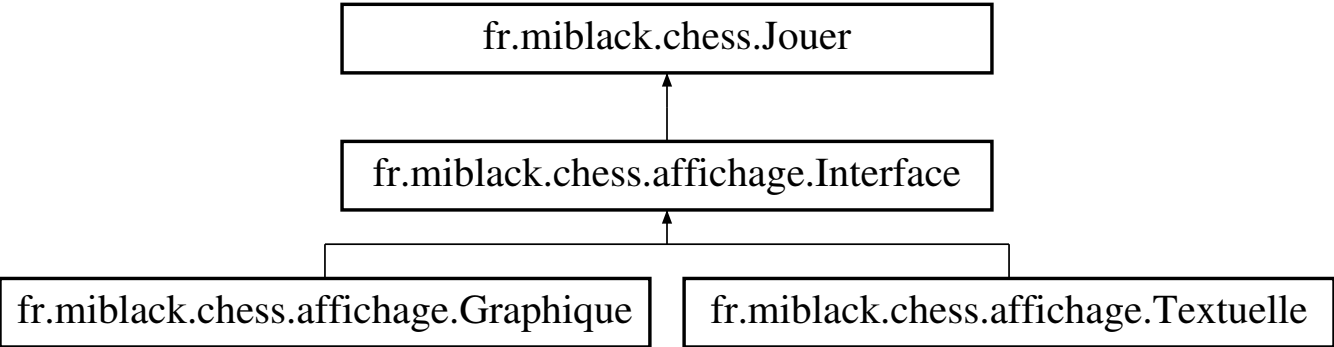 fr.miblack.chess.Jouer
fr.miblack.chess.affichage.Interface
fr.miblack.chess.affichage.Graphique
fr.miblack.chess.affichage.Textuelle